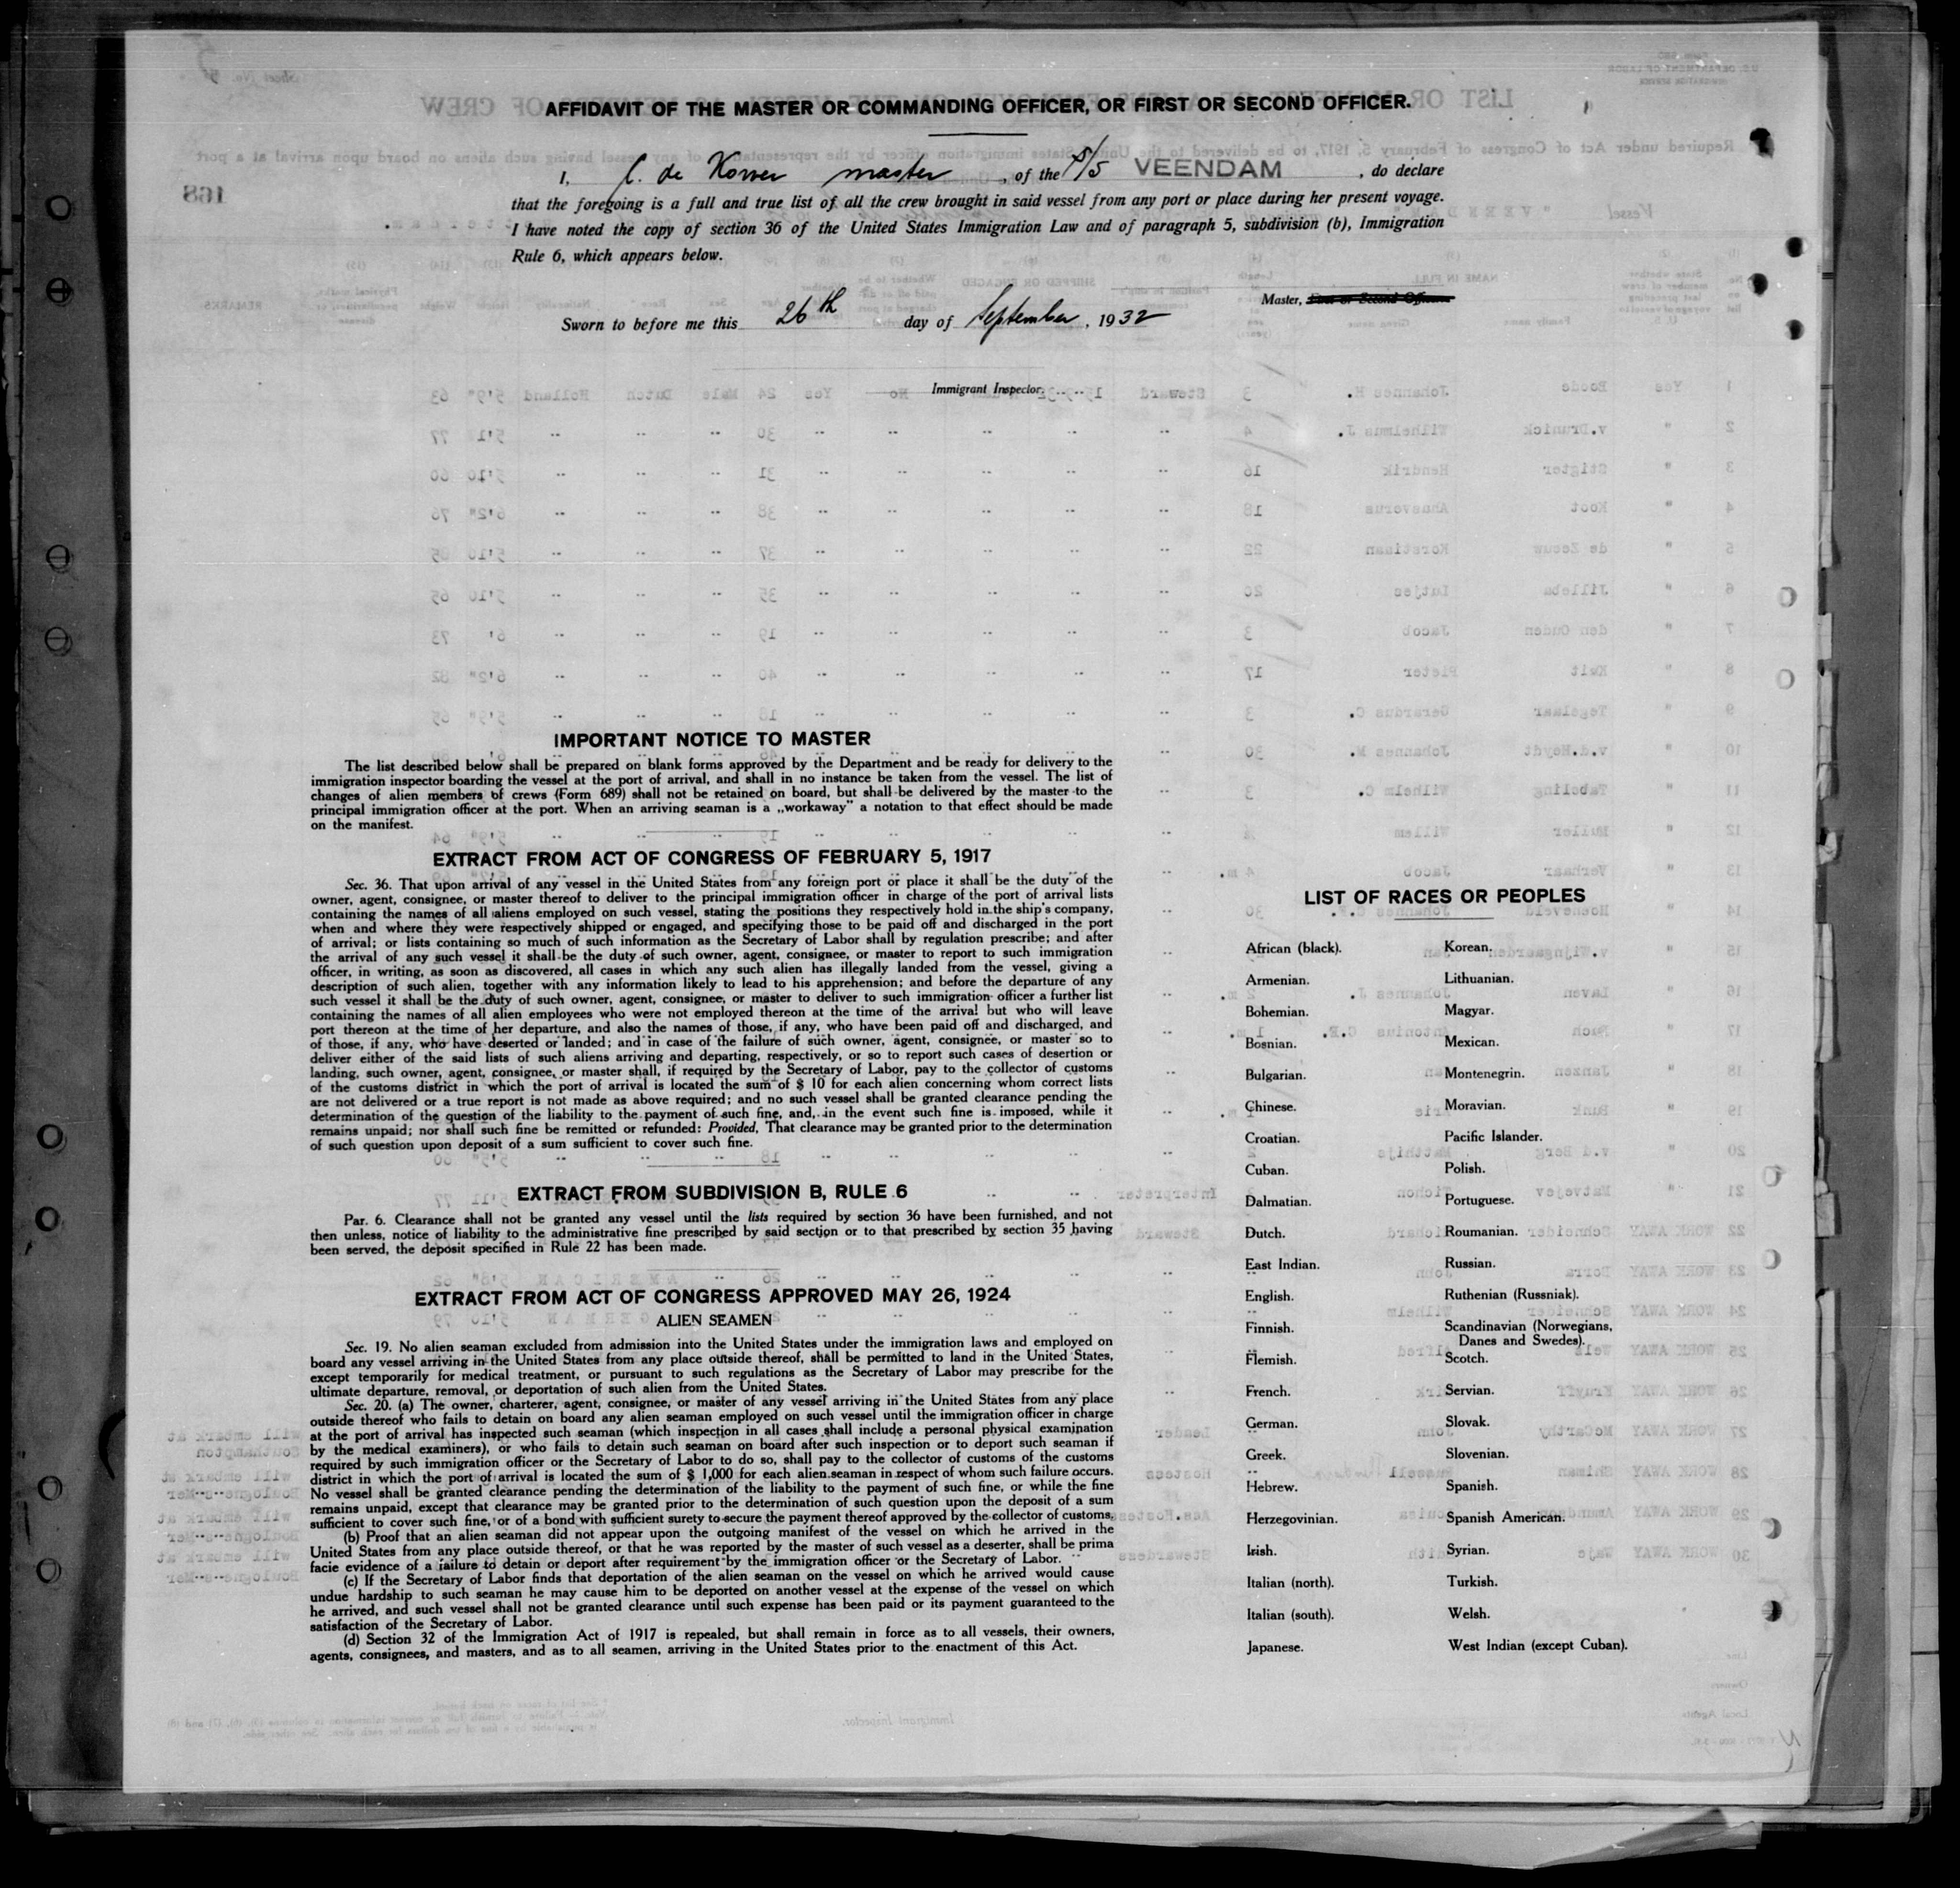 AFFIDAVIT OF THE MASTER OR COMMANDING OFFICER, OR FIRST OR SECOND OFFICER.
I, C. de Korver master, of the S/S VEENDAM, do declare
that the foregoing is a full and true list of all the crew brought in said vessel from any port or place during her present voyage.
I have noted the copy of section 36 of the United States Immigration Law and of paragraph 5, subdivision (b), Immigration
Rule 6, which appears below.
Master, First or Second Officer.
Sworn to before me this 26th day of September, 1932
Immigrant Inspector.
IMPORTANT NOTICE TO MASTER
The list described below shall be prepared on blank forms approved by the Department and be ready for delivery to the
immigration inspector boarding the vessel at the port of arrival, and shall in no instance be taken from the vessel. The list of
changes of alien members of crews (Form 689) shall not be retained on board, but shall be delivered by the master to the
principal immigration officer at the port. When an arriving seaman is a „workaway" a notation to that effect should be made
on the manifest.
EXTRACT FROM ACT OF CONGRESS OF FEBRUARY 5, 1917
Sec. 36. That upon arrival of any vessel in the United States from any foreign port or place it shall be the duty of the
owner, agent, consignee, or master thereof to deliver to the principal immigration officer in charge of the port of arrival lists
containing the names of all aliens employed on such vessel, stating the positions they respectively hold in the ship's company,
when and where they were respectively shipped or engaged, and specifying those to be paid off and discharged in the port
of arrival; or lists containing so much of such information as the Secretary of Labor shall by regulation prescribe; and after
the arrival of any such vessel it shall be the duty of such owner, agent, consignee, or master to report to such immigration
officer, in writing, as soon as discovered, all cases in which any such alien has illegally landed from the vessel, giving a
description of such alien, together with any information likely to lead to his apprehension; and before the departure of any
such vessel it shall be the duty of such owner, agent, consignee, or master to deliver to such immigration officer a further list
containing the names of all alien employees who were not employed thereon at the time of the arrival but who will leave
port thereon at the time of her departure, and also the names of those, if any, who have been paid off and discharged, and
of those, if any, who have deserted or landed; and in case of the failure of such owner, agent, consignee, or master so to
deliver either of the said lists of such aliens arriving and departing, respectively, or so to report such cases of desertion or
landing, such owner, agent, consignee, or master shall, if required by the Secretary of Labor, pay to the collector of customs
of the customs district in which the port of arrival is located the sum of $ 10 for each alien concerning whom correct lists
are not delivered or a true report is not made as above required; and no such vessel shall be granted clearance pending the
determination of the question of the liability to the payment of such fine, and, in the event such fine is imposed, while it
remains unpaid; nor shall such fine be remitted or refunded: Provided, That clearance may be granted prior to the determination
of such question upon deposit of a sum sufficient to cover such fine.
EXTRACT FROM SUBDIVISION B, RULE 6
Par. 6. Clearance shall not be granted any vessel until the lists required by section 36 have been furnished, and not
then unless, notice of liability to the administrative fine prescribed by said section or to that prescribed by section 35 having
been served, the deposit specified in Rule 22 has been made.
EXTRACT FROM ACT OF CONGRESS APPROVED MAY 26, 1924
ALIEN SEAMEN
Sec. 19. No alien seaman excluded from admission into the United States under the immigration laws and employed on
board any vessel arriving in the United States from any place outside thereof, shall be permitted to land in the United States,
except temporarily for medical treatment, or pursuant to such regulations as the Secretary of Labor may prescribe for the
ultimate departure, removal, or deportation of such alien from the United States.
Sec. 20. (a) The owner, charterer, agent, consignee, or master of any vessel arriving in the United States from any place
outside thereof who fails to detain on board any alien seaman employed on such vessel until the immigration officer in charge
at the port of arrival has inspected such seaman (which inspection in all cases shall include a personal physical examination
by the medical examiners), or who fails to detain such seaman on board after such inspection or to deport such seaman if
required by such immigration officer or the Secretary of Labor to do so, shall pay to the collector of customs of the customs
district in which the port of arrival is located the sum of $ 1,000 for each alien seaman in respect of whom such failure occurs.
No vessel shall be granted clearance pending the determination of the liability to the payment of such fine, or while the fine
remains unpaid, except that clearance may be granted prior to the determination of such question upon the deposit of a sum
sufficient to cover such fine, or of a bond with sufficient surety to secure the payment thereof approved by the collector of customs.
(b) Proof that an alien seaman did not appear upon the outgoing manifest of the vessel on which he arrived in the
United States from any place outside thereof, or that he was reported by the master of such vessel as a deserter, shall be prima
facie evidence of a failure to detain or deport after requirement by the immigration officer or the Secretary of Labor.
(c) If the Secretary of Labor finds that deportation of the alien seaman on the vessel on which he arrived would cause
undue hardship to such seaman he may cause him to be deported on another vessel at the expense of the vessel on which
he arrived, and such vessel shall not be granted clearance until such expense has been paid or its payment guaranteed to the
satisfaction of the Secretary of Labor.
(d) Section 32 of the Immigration Act of 1917 is repealed, but shall remain in force as to all vessels, their owners,
agents, consignees, and masters, and as to all seamen, arriving in the United States prior to the enactment of this Act.
LIST OF RACES OR PEOPLES
African (black).
Armenian.
Bohemian.
Bosnian.
Bulgarian.
Chinese.
Croatian.
Cuban.
Dalmatian.
Dutch.
East Indian.
English.
Finnish.
Flemish.
French.
German.
Greek.
Hebrew.
Herzegovinian.
Irish.
Italian (north).
Italian (south).
Japanese.
Korean.
Lithuanian.
Magyar.
Mexican.
Montenegrin.
Moravian.
Pacific Islander.
Polish.
Portuguese.
Roumanian.
Russian.
Ruthenian (Russniak).
Scandinavian (Norwegians,
Danes and Swedes).
Scotch.
Servian.
Slovak.
Slovenian.
Spanish.
Spanish American.
Syrian.
Turkish.
Welsh.
West Indian (except Cuban).